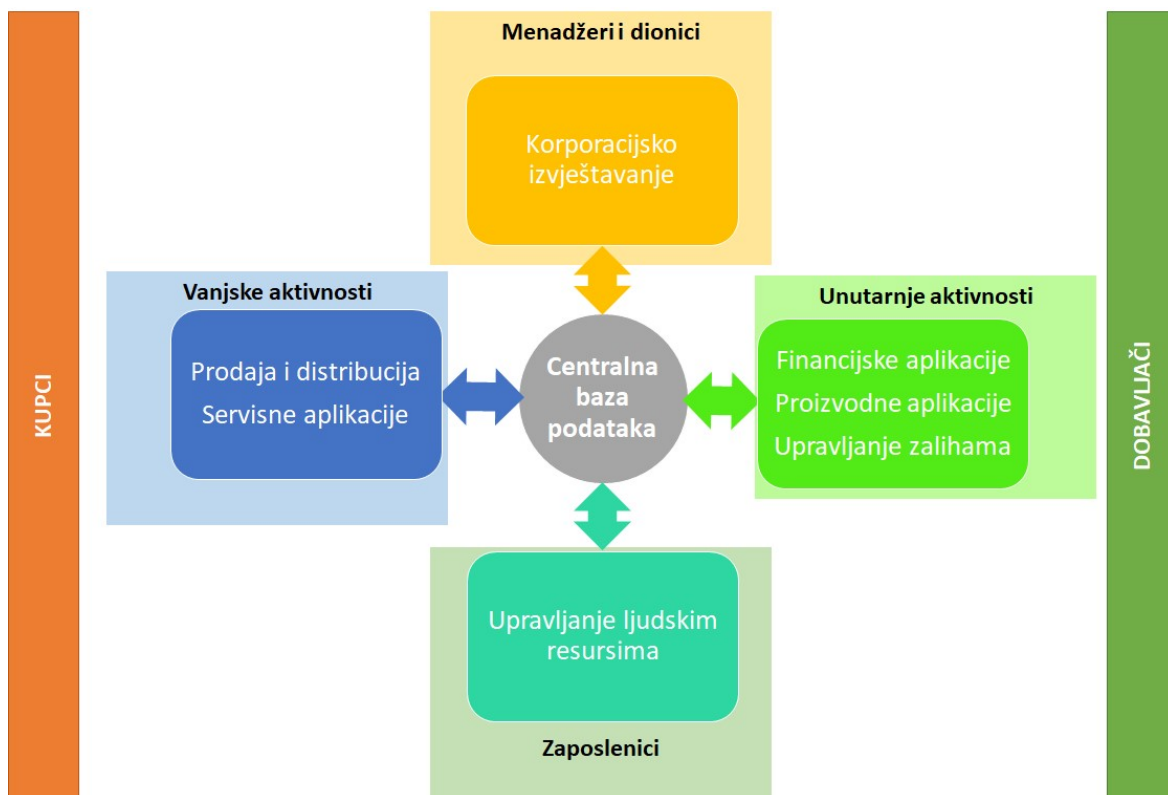 Menadžeri i dionici
Korporacijsko
izvještavanje
KUPCI
Vanjske aktivnosti
Prodaja i distribucija
Servisne aplikacije
Centralna
baza
podataka
Unutarnje aktivnosti
Financijske aplikacije
Proizvodne aplikacije
Upravljanje zalihama
DOBAVLJAČI
Upravljanje ljudskim
resursima
Zaposlenici